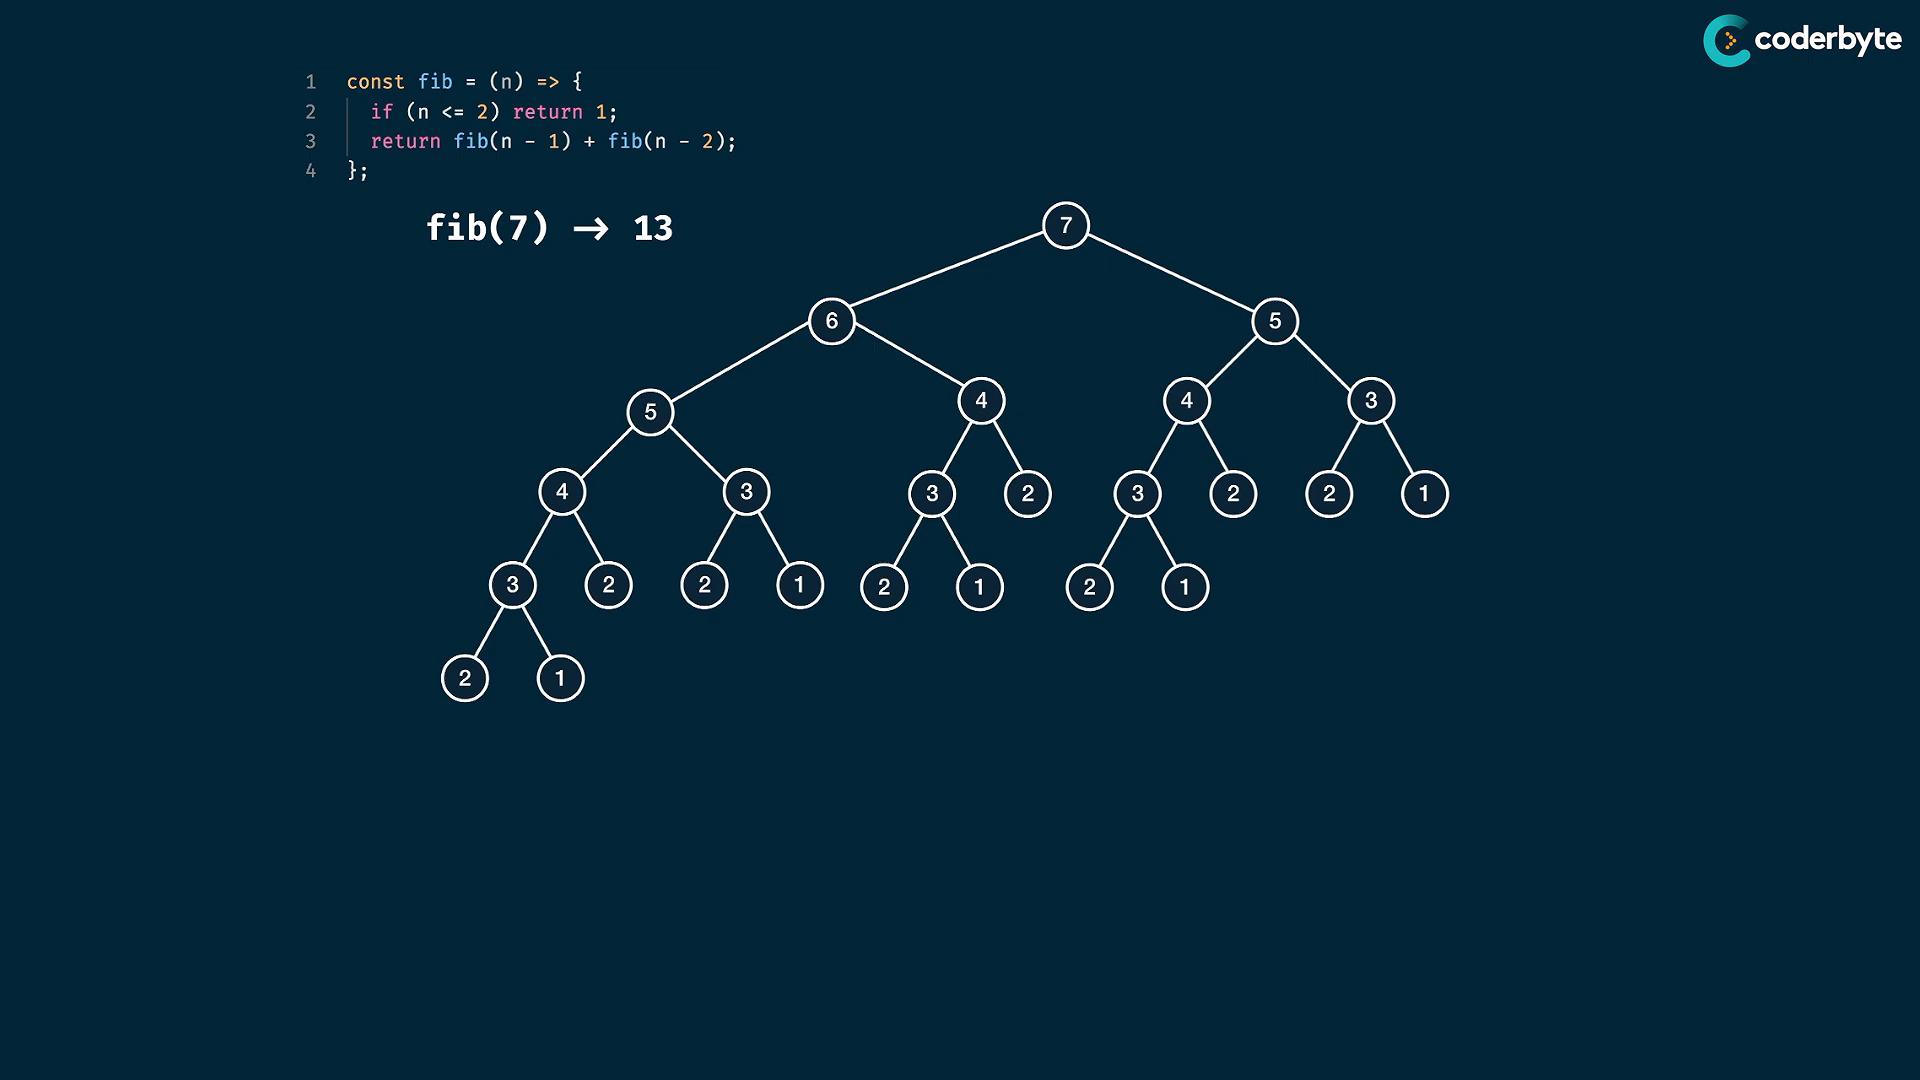 coderbyte
1 const fib = (n) => {
2 if (n <= 2) return 1;
3 return fib(n - 1) + fib(n - 2);
4 };
fib(7) → 13
7
6 5
5 4 4 3
4 3 3 2 3 2 2 1
3 2 2 1 2 1 2 1
2 1